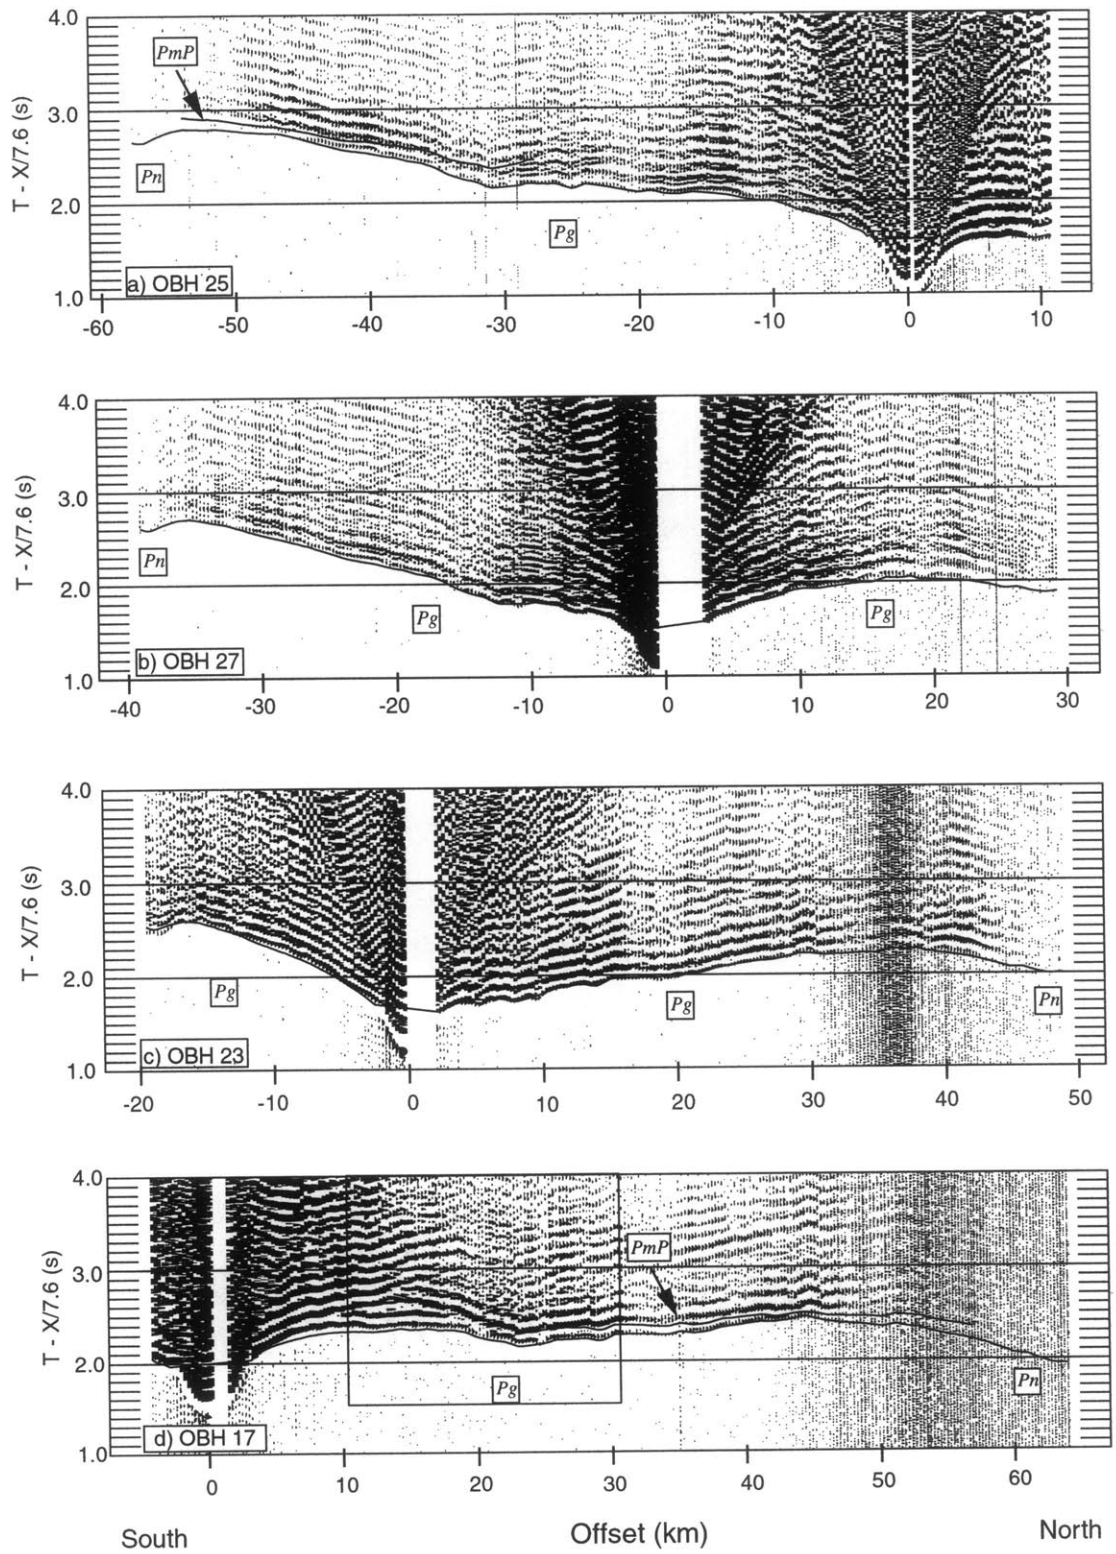 4.0
PmP
3.0
T - X/7.6 (s)
Pn
2.0
Pg
a) OBH 25
1.0
-60 -50 -40 -30 -20 -10 0 10
4.0
3.0
T - X/7.6 (s)
Pn
2.0
Pg Pg
b) OBH 27
1.0
-40 -30 -20 -10 0 10 20 30
4.0
3.0
T - X/7.6 (s)
2.0
Pg Pg Pn
c) OBH 23
1.0
-20 -10 0 10 20 30 40 50
4.0
PmP
3.0
T - X/7.6 (s)
2.0
Pg Pn
d) OBH 17
1.0
0 10 20 30 40 50 60
South Offset (km) North